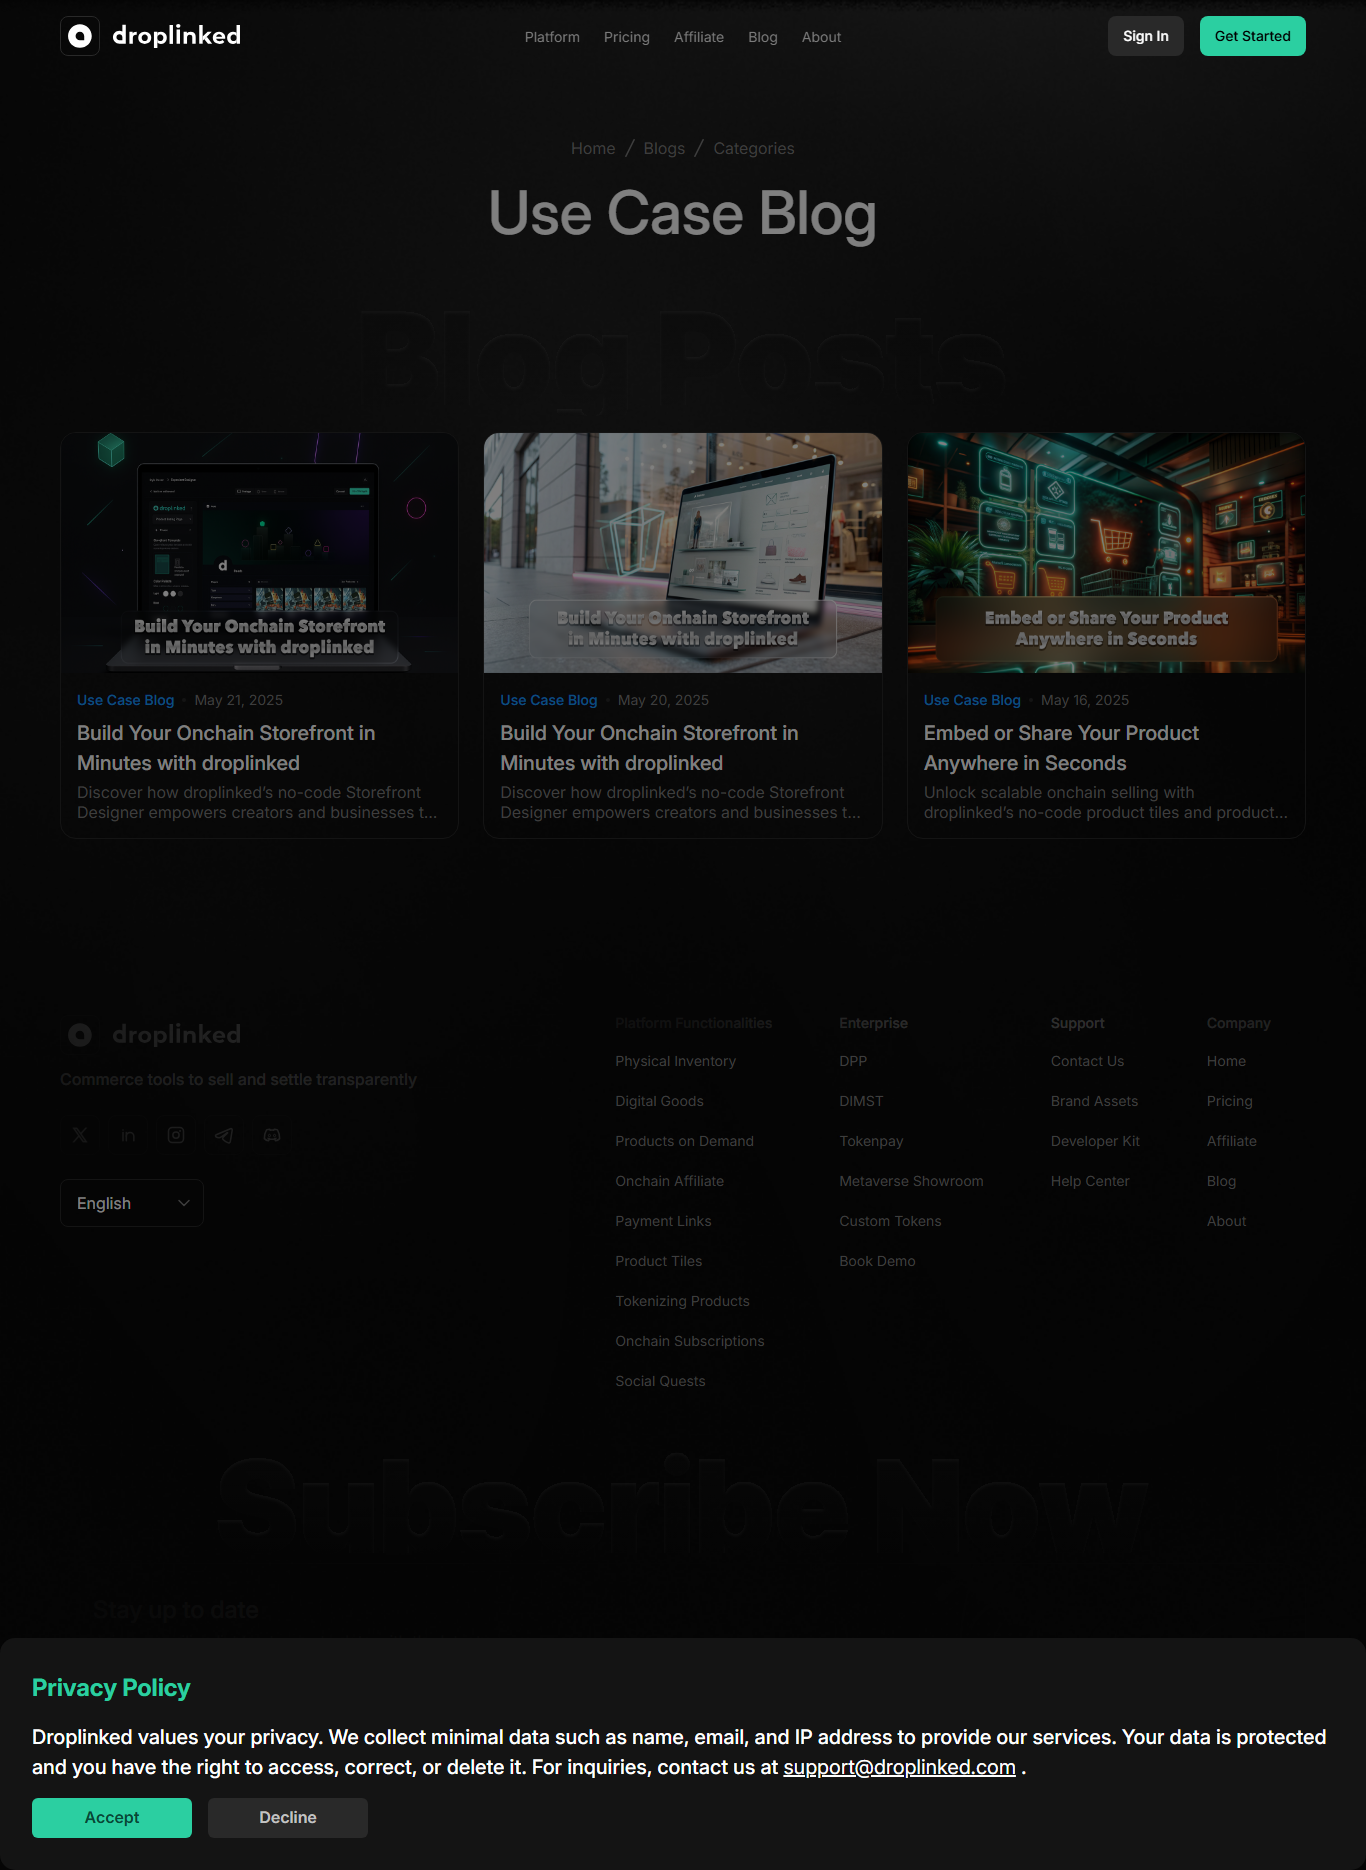 droplinked
Platform Pricing Affiliate Blog About
Sign In
Get Started
Home / Blogs / Categories
Use Case Blog
Blog Posts
Build Your Onchain Storefront
in Minutes with droplinked
Use Case Blog • May 21, 2025
Build Your Onchain Storefront in
Minutes with droplinked
Discover how droplinked's no-code Storefront
Designer empowers creators and businesses t...
Build Your Onchain Storefront
in Minutes with droplinked
Use Case Blog • May 20, 2025
Build Your Onchain Storefront in
Minutes with droplinked
Discover how droplinked's no-code Storefront
Designer empowers creators and businesses t...
Embed or Share Your Product
Anywhere in Seconds
Use Case Blog • May 16, 2025
Embed or Share Your Product
Anywhere in Seconds
Unlock scalable onchain selling with
droplinked's no-code product tiles and product...
droplinked
Commerce tools to sell and settle transparently
English
Platform Functionalities
Physical Inventory
Digital Goods
Products on Demand
Onchain Affiliate
Payment Links
Product Tiles
Tokenizing Products
Onchain Subscriptions
Social Quests
Enterprise
DPP
DIMST
Tokenpay
Metaverse Showroom
Custom Tokens
Book Demo
Support
Contact Us
Brand Assets
Developer Kit
Help Center
Company
Home
Pricing
Affiliate
Blog
About
Subscribe Now
Stay up to date
Privacy Policy
Droplinked values your privacy. We collect minimal data such as name, email, and IP address to provide our services. Your data is protected
and you have the right to access, correct, or delete it. For inquiries, contact us at support@droplinked.com .
Accept
Decline